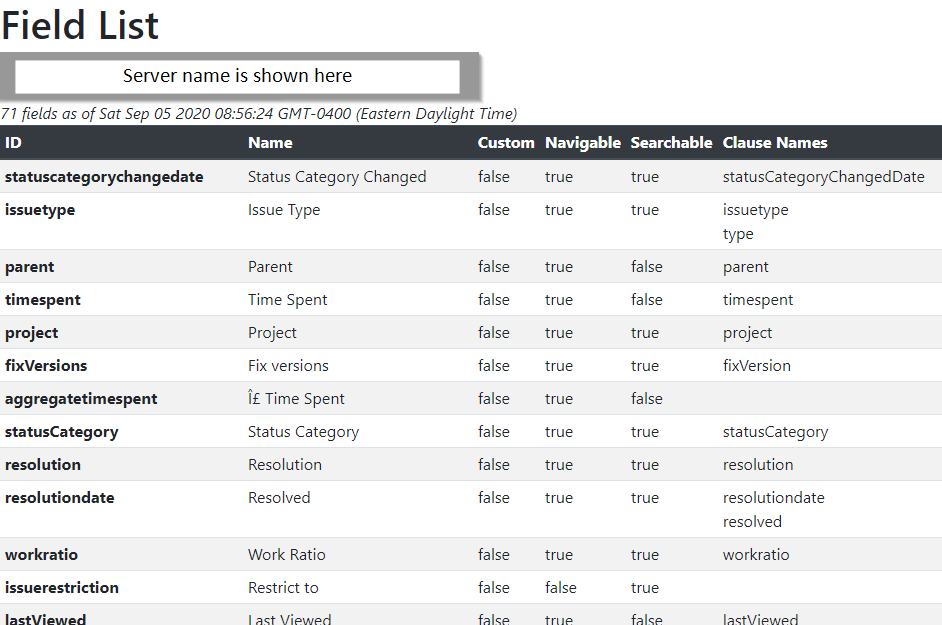 Field List
Server name is shown here
71 fields as of Sat Sep 05 2020 08:56:24 GMT-0400 (Eastern Daylight Time)
ID Name Custom Navigable Searchable Clause Names
statuscategorychangedate Status Category Changed false true true statusCategoryChangedDate
issuetype Issue Type false true true issuetype
type
parent Parent false true false parent
timespent Time Spent false true false timespent
project Project false true true project
fixVersions Fix versions false true true fixVersion
aggregatetimespent Î£ Time Spent false true false
statusCategory Status Category false true true statusCategory
resolution Resolution false true true resolution
resolutiondate Resolved false true true resolutiondate
resolved
workratio Work Ratio false true true workratio
issuerestriction Restrict to false false true
lastViewed Last Viewed false true false lastViewed